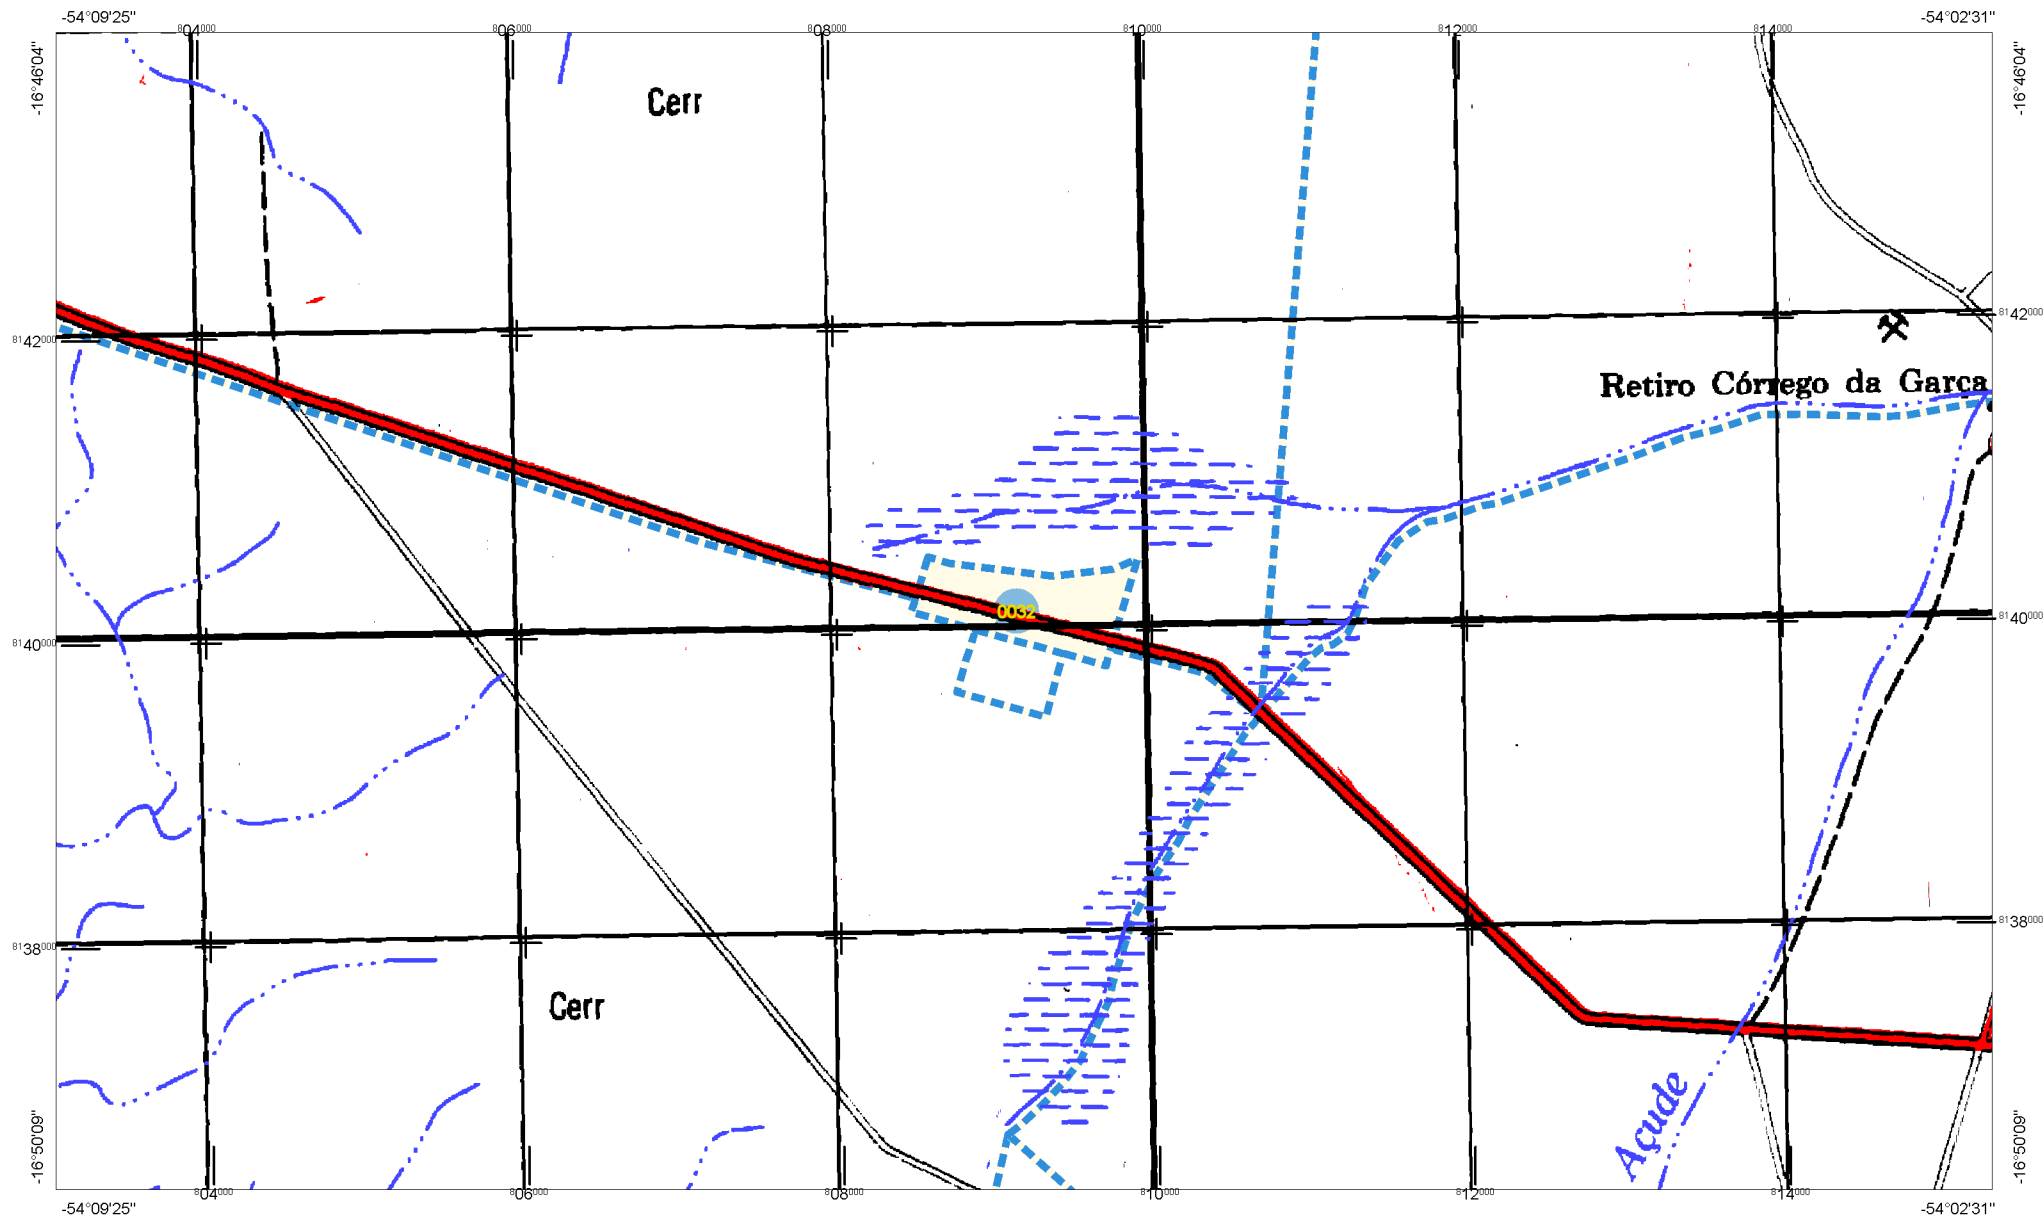 -54°09'25" -54°02'31"
804000 806000 808000 810000 812000 814000
-16°46'04" -16°46'04"
Cerr
8142000 8142000
Retiro Córrego da Garça
0032
8140000 8140000
8138000 8138000
Cerr
Açude
-16°50'09" -16°50'09"
804000 806000 808000 810000 812000 814000
-54°09'25" -54°02'31"